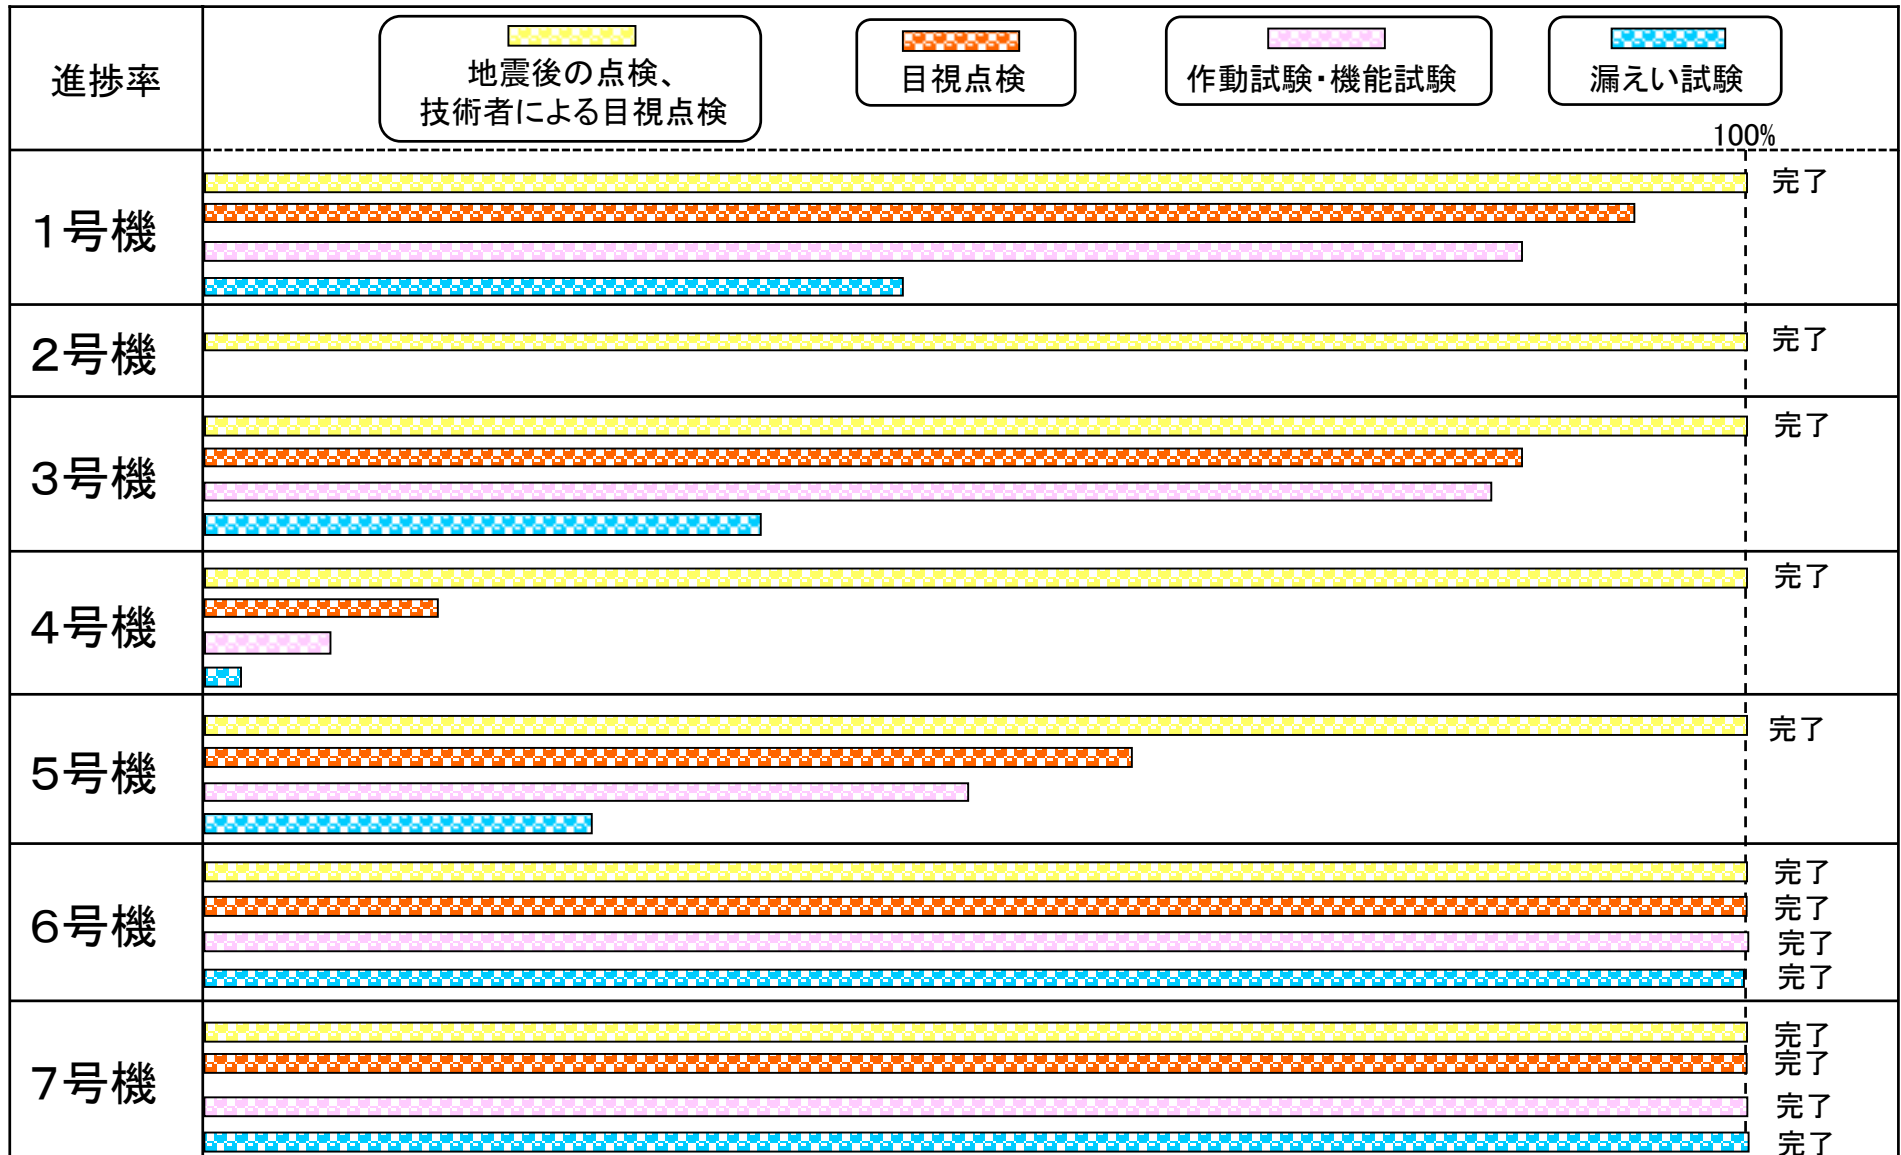 進捗率
地震後の点検、
技術者による目視点検
目視点検
作動試験・機能試験
漏えい試験
100%
１号機
完了
２号機
完了
３号機
完了
４号機
完了
５号機
完了
６号機
完了
完了
完了
完了
７号機
完了
完了
完了
完了